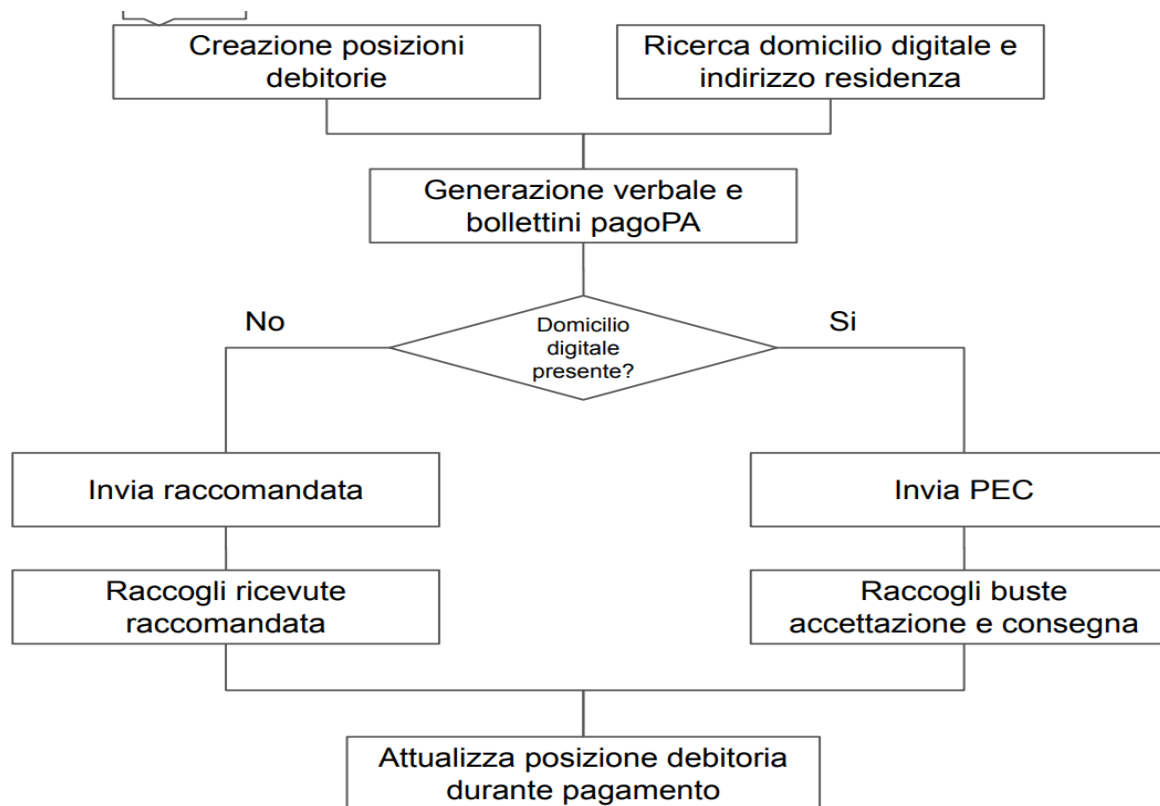 Creazione posizioni
debitorie
Ricerca domicilio digitale e
indirizzo residenza
Generazione verbale e
bollettini pagoPA
No
Domicilio
digitale
presente?
Si
Invia raccomandata
Invia PEC
Raccogli ricevute
raccomandata
Raccogli buste
accettazione e consegna
Attualizza posizione debitoria
durante pagamento